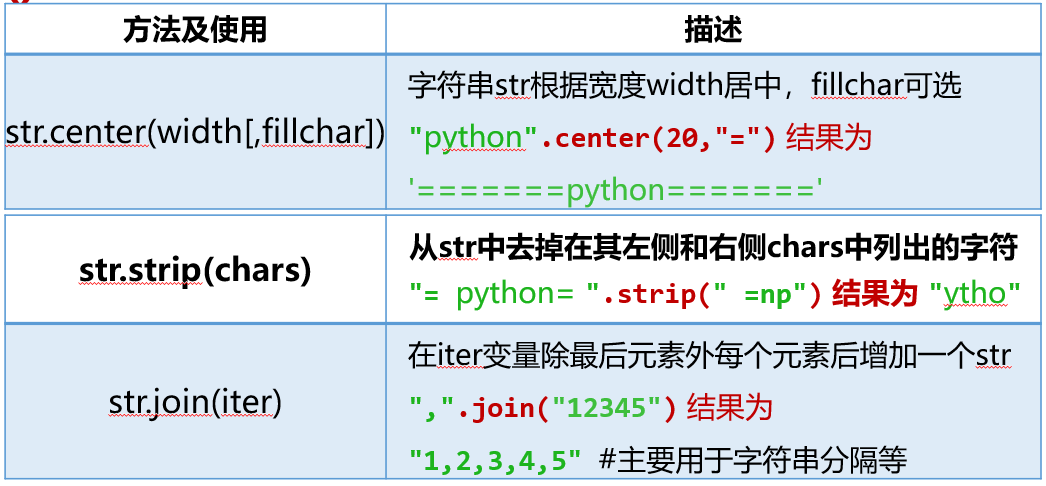 方法及使用 描述
str.center(width[,fillchar]) 字符串str根据宽度width居中，fillchar可选
"python".center(20,"=") 结果为
'=======python======='
str.strip(chars) 从str中去掉在其左侧和右侧chars中列出的字符
"= python= ".strip(" =np") 结果为 "ytho"
str.join(iter) 在iter变量除最后元素外每个元素后增加一个str
",".join("12345") 结果为
"1,2,3,4,5" #主要用于字符串分隔等